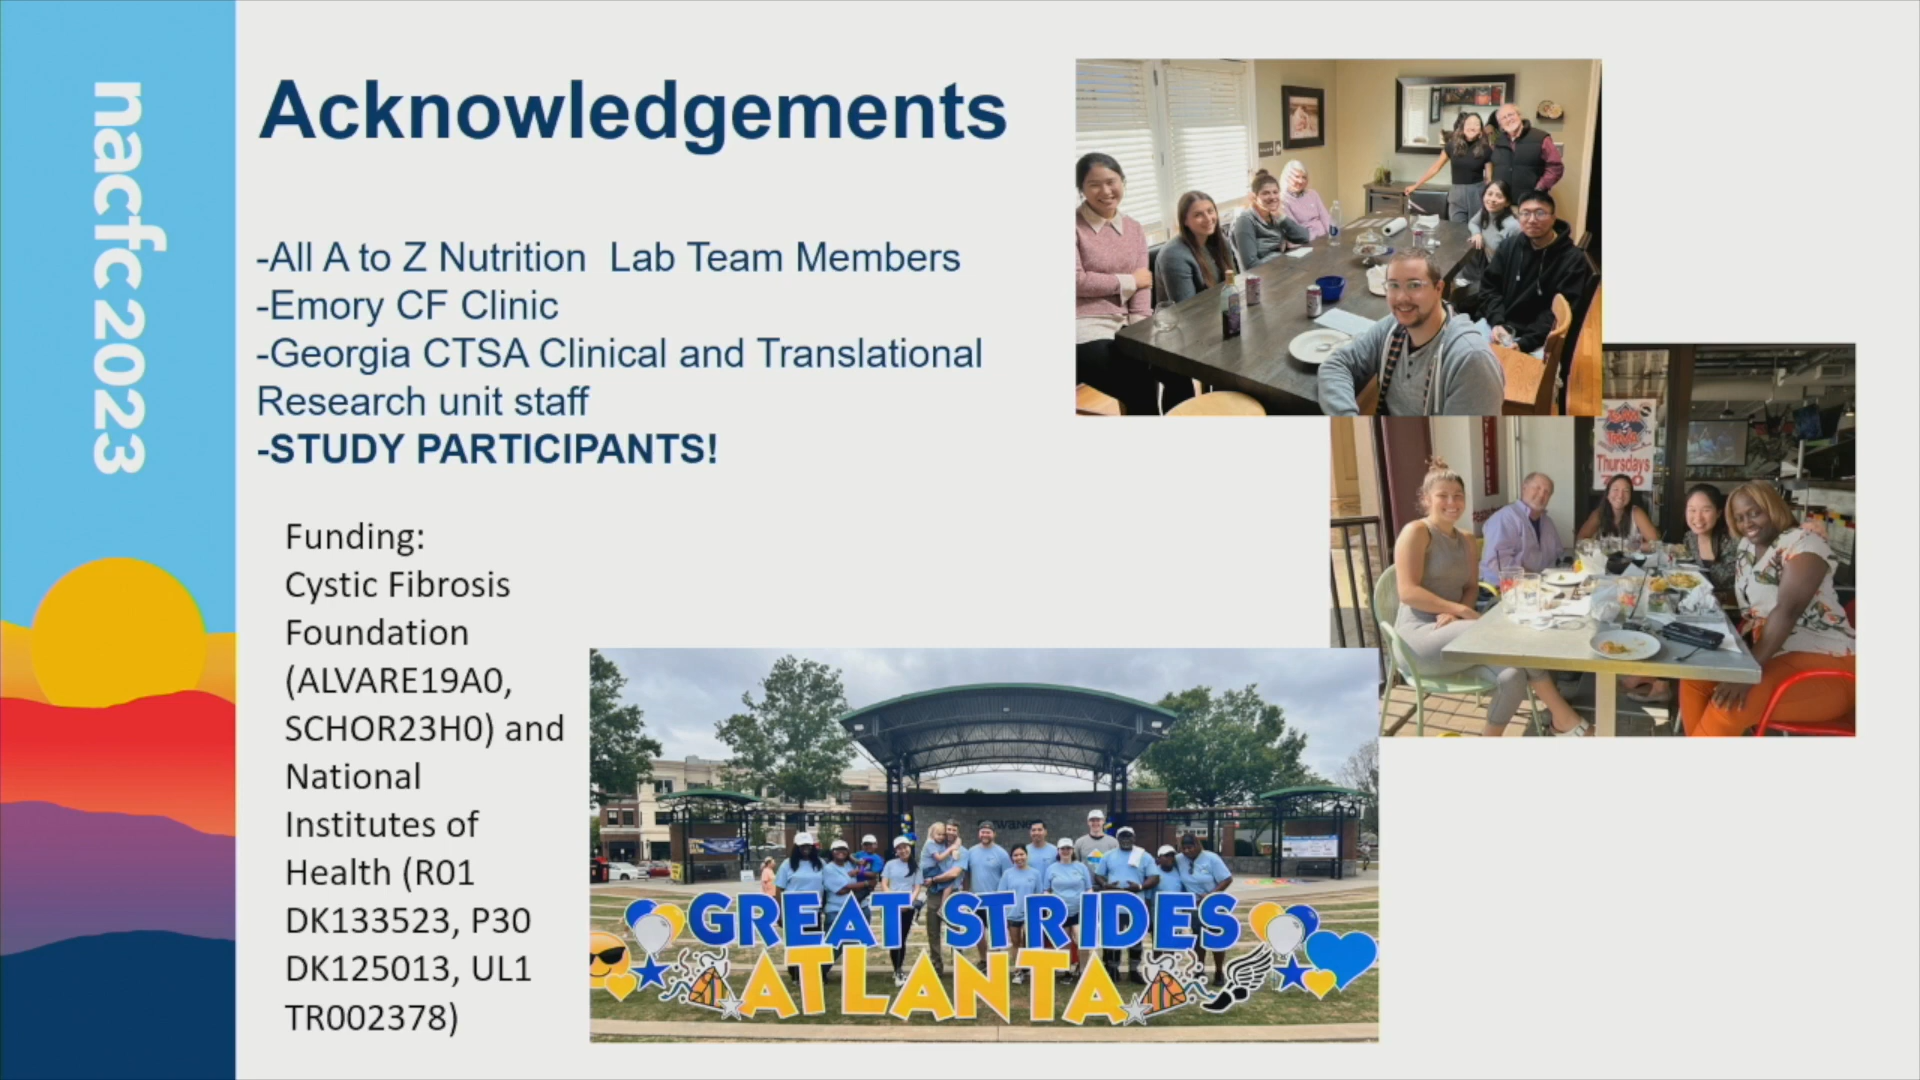 nacfc 2023
Acknowledgements
-All A to Z Nutrition Lab Team Members
-Emory CF Clinic
-Georgia CTSA Clinical and Translational
Research unit staff
-STUDY PARTICIPANTS!
Funding:
Cystic Fibrosis
Foundation
(ALVARE19A0,
SCHOR23H0) and
National
Institutes of
Health (R01
DK133523, P30
DK125013, UL1
TR002378)
Thursdays
GREAT STRIDES
ATLANTA